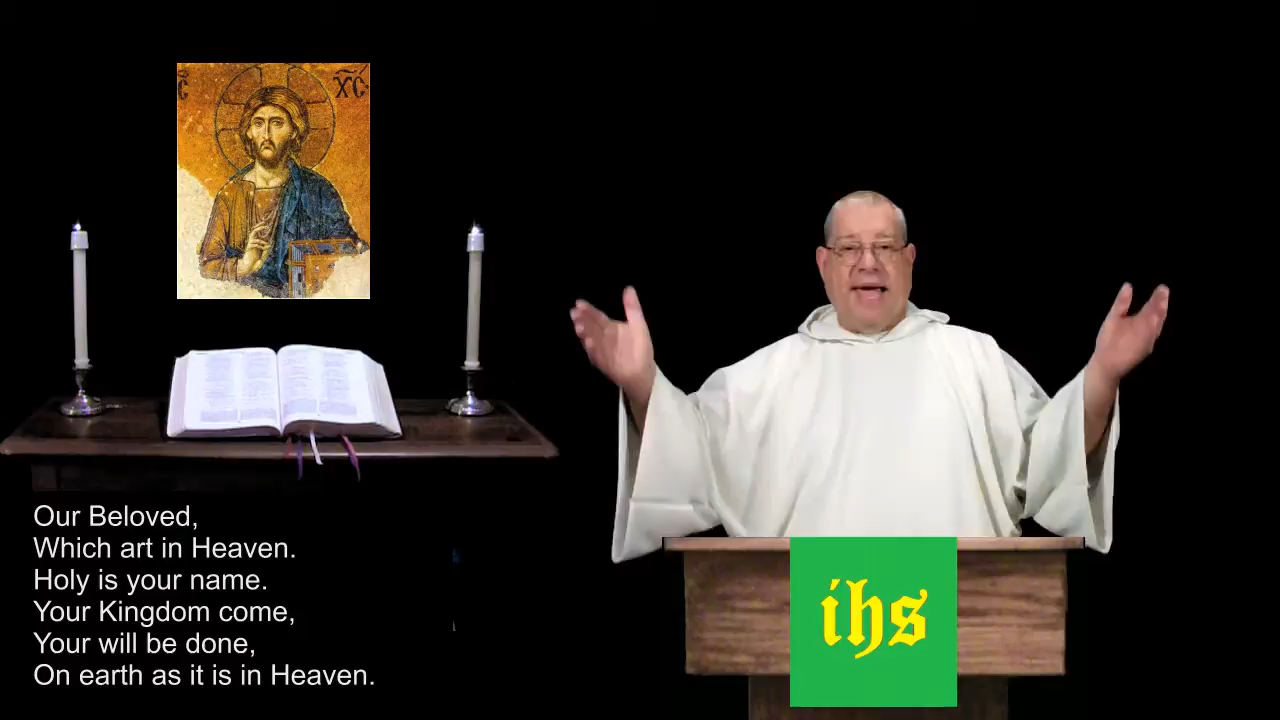 ΧC
Our Beloved,
Which art in Heaven.
Holy is your name.
Your Kingdom come,
Your will be done,
On earth as it is in Heaven.
ihs